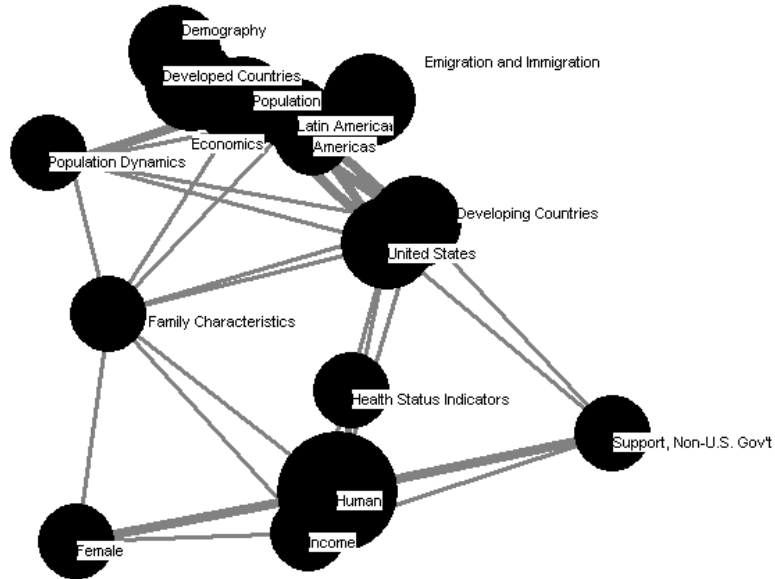 Demography
Emigration and Immigration
Developed Countries
Population
Latin America
Economics
Americas
Population Dynamics
Developing Countries
United States
Family Characteristics
Health Status Indicators
Support, Non-U.S. Gov't
Human
Income
Female